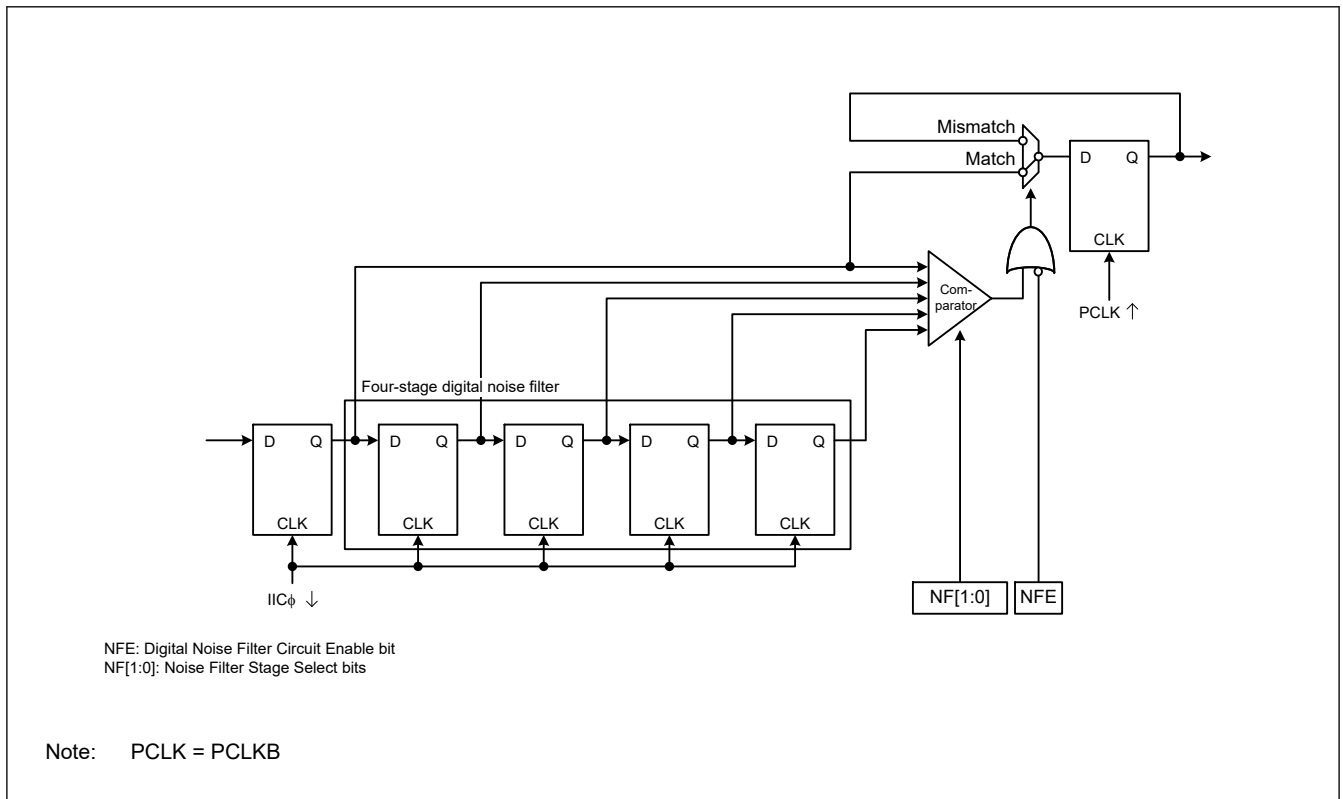 Mismatch
Match
D Q
CLK
PCLK ↑
Com-
parator
Four-stage digital noise filter
D Q
D Q
D Q
D Q
D Q
CLK
CLK
CLK
CLK
CLK
IICϕ ↓
NF[1:0]
NFE
NFE: Digital Noise Filter Circuit Enable bit
NF[1:0]: Noise Filter Stage Select bits
Note: PCLK = PCLKB